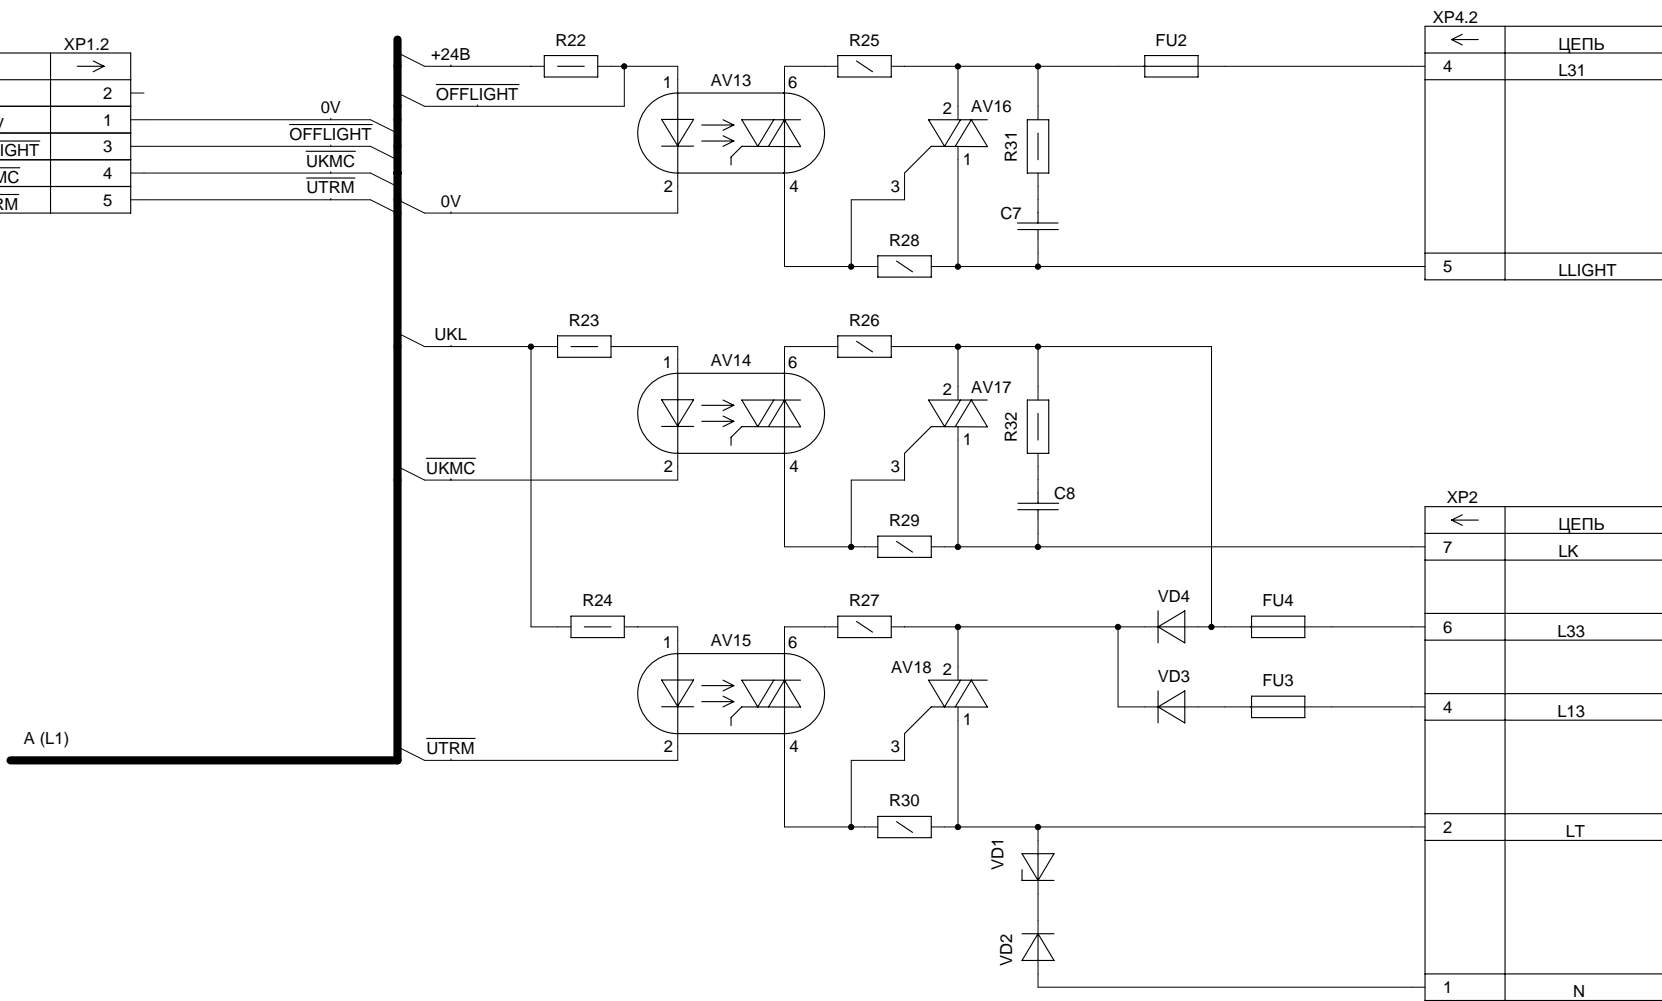 XP1.2
2
1
3
4
5
0V
OFFLIGHT
UKMC
UTRM
A (L1)
+24В
R22
OFFLIGHT
0V
1
AV13
6
2
4
R25
2
AV16
1
3
R28
R31
C7
FU2
XP4.2
ЦЕПЬ
4
L31
5
LLIGHT
UKL
R23
UKMC
1
AV14
6
2
4
R26
2
AV17
1
3
R29
R32
C8
XP2
ЦЕПЬ
7
LK
6
L33
4
L13
2
LT
1
N
R24
UTRM
1
AV15
6
2
4
R27
AV18
2
1
3
R30
VD4
FU4
VD3
FU3
VD1
VD2